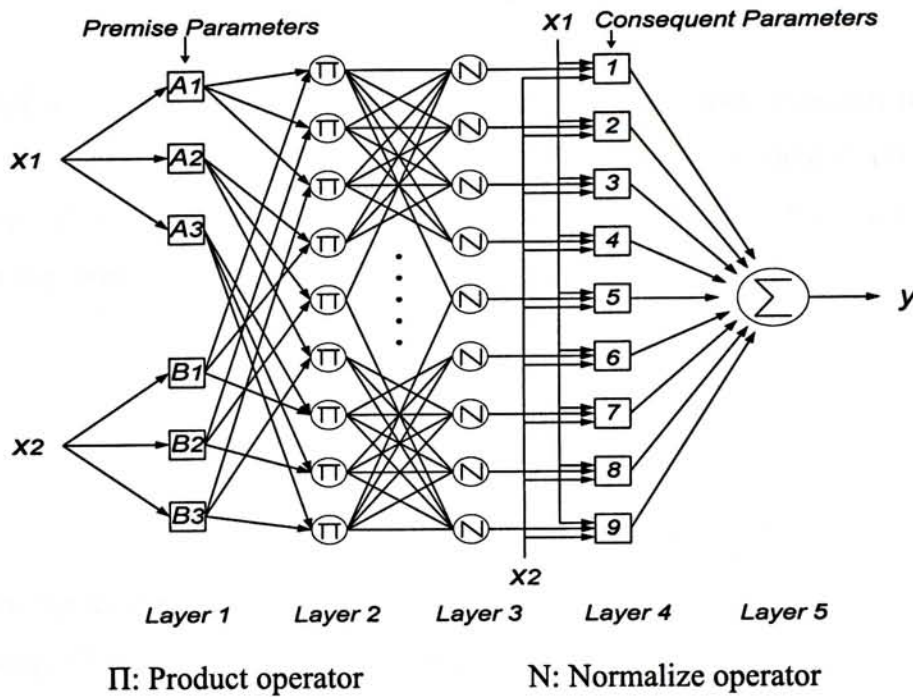 X1
Premise Parameters
Consequent Parameters
A1
Π
N
1
Π
N
2
X1
A2
Π
N
3
A3
Π
N
4
Π
N
5
Σ
y
B1
Π
N
6
Π
N
7
X2
B2
Π
N
8
B3
Π
N
9
X2
Layer 1 Layer 2 Layer 3 Layer 4 Layer 5
Π: Product operator N: Normalize operator